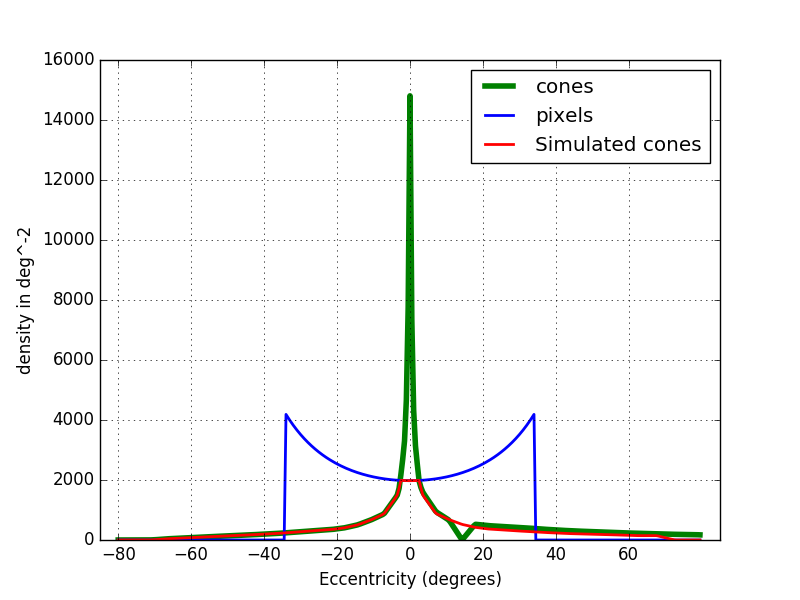 16000
14000
12000
10000
8000
6000
4000
2000
0
−80 −60 −40 −20 0 20 40 60
density in deg^-2
Eccentricity (degrees)
cones
pixels
Simulated cones